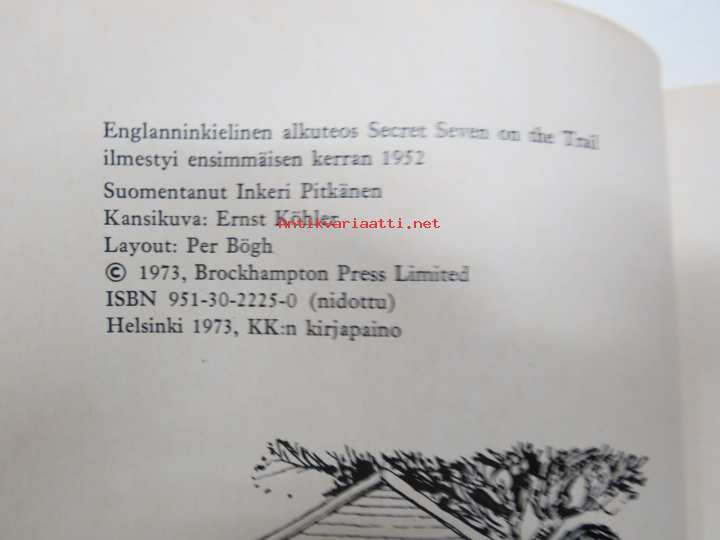 Englanninkielinen alkuteos Secret Seven on the Trail
ilmestyi ensimmäisen kerran 1952
Suomentanut Inkeri Pitkänen
Kansikuva: Ernst Köhler
Antikvariaatti.net
Layout: Per Bögh
© 1973, Brockhampton Press Limited
ISBN 951-30-2225-0 (nidottu)
Helsinki 1973, KK:n kirjapaino